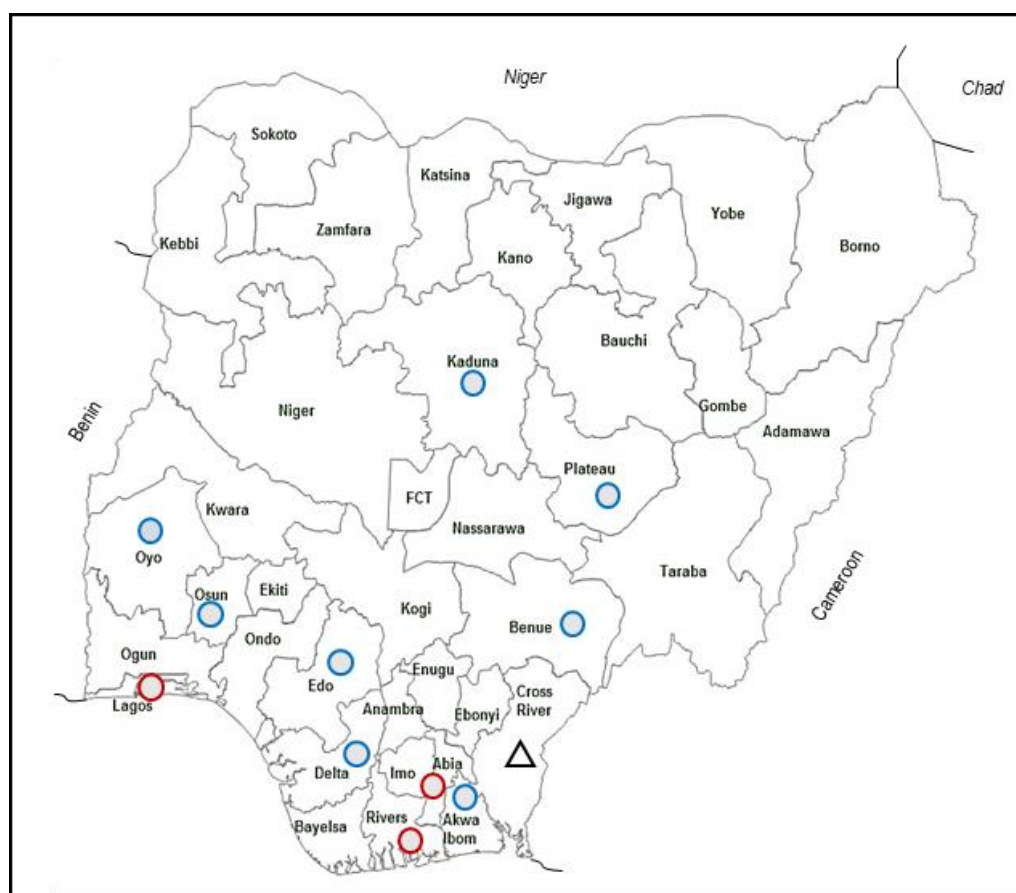 Niger
Chad
Sokoto
Katsina
Jigawa
Yobe
Zamfara
Kebbi
Kano
Borno
Bauchi
Kaduna
Niger
Gombe
Benin
Adamawa
Plateau
FCT
Kwara
Nassarawa
Oyo
Taraba
Cameroon
Osun
Ekiti
Kogi
Benue
Ondo
Ogun
Enugu
Edo
Cross
River
Lagos
Anambra
Ebonyi
Delta
Imo
Abia
Bayelsa
Rivers
Akwa
Ibom